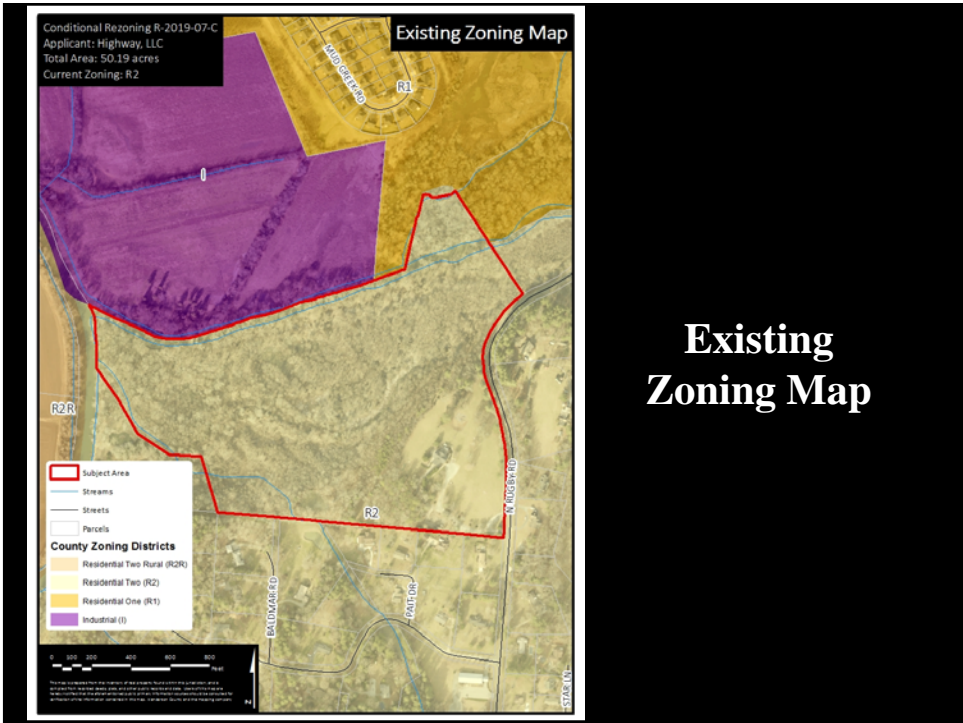 Conditional Rezoning R-2019-07-C
Applicant: Highway, LLC
Total Area: 50.19 acres
Current Zoning: R2
Existing Zoning Map
MUD CREEK RD
R1
I
Existing
Zoning Map
R2R
N RUGBY RD
R2
Subject Area
Streams
Streets
Parcels
County Zoning Districts
Residential Two Rural (R2R)
Residential Two (R2)
Residential One (R1)
Industrial (I)
BALDMAR RD
PAIT DR
STAR LN
0 100 200 400 600 800
Feet
N